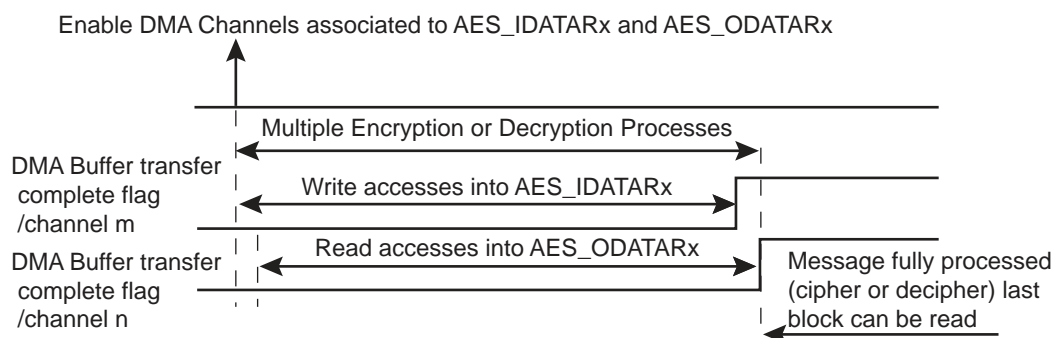 Enable DMA Channels associated to AES_IDATARx and AES_ODATARx
Multiple Encryption or Decryption Processes
DMA Buffer transfer
complete flag
/channel m
Write accesses into AES_IDATARx
DMA Buffer transfer
complete flag
/channel n
Read accesses into AES_ODATARx
Message fully processed
(cipher or decipher) last
block can be read